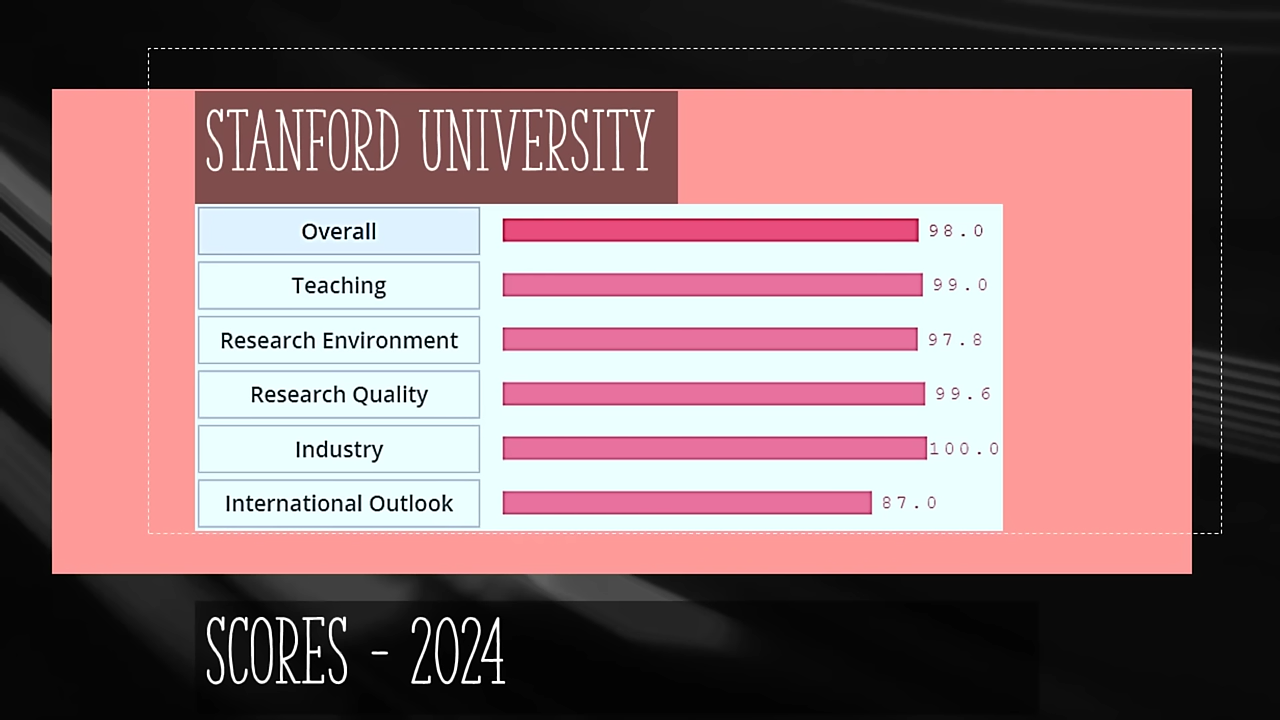 STANFORD UNIVERSITY
Overall 98.0
Teaching 99.0
Research Environment 97.8
Research Quality 99.6
Industry 100.0
International Outlook 87.0
SCORES - 2024